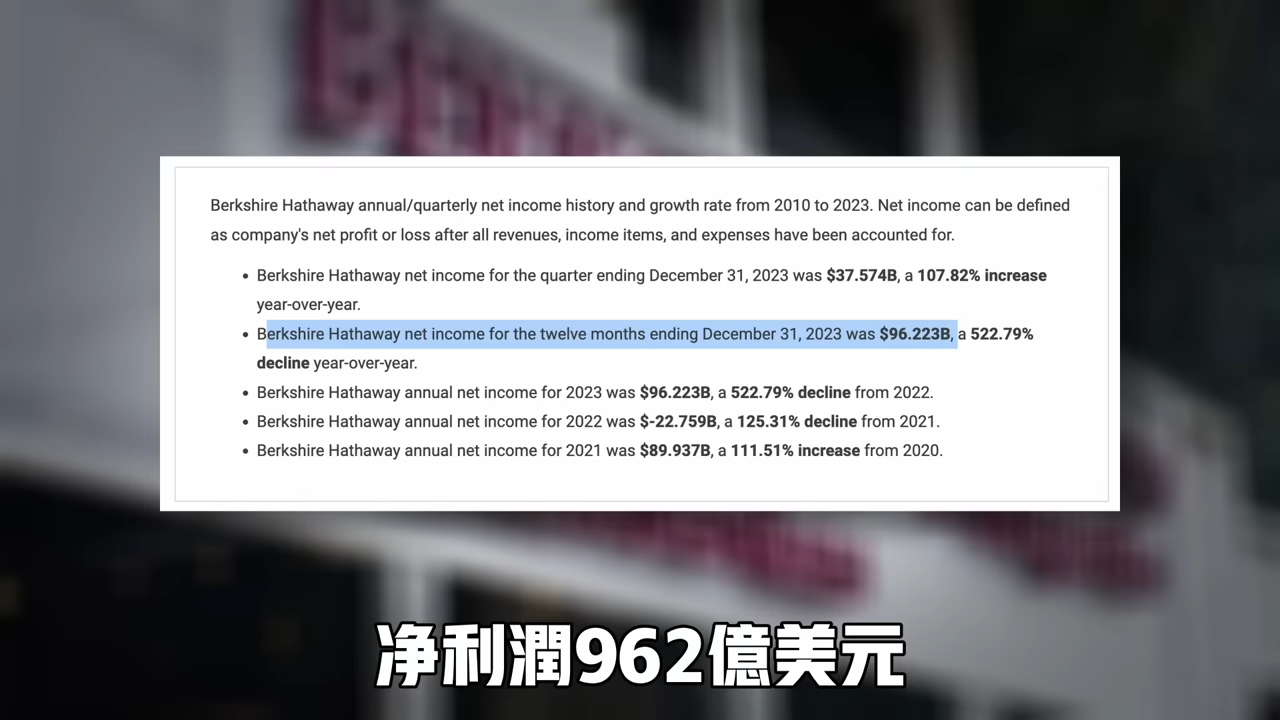 Berkshire Hathaway annual/quarterly net income history and growth rate from 2010 to 2023. Net income can be defined
as company's net profit or loss after all revenues, income items, and expenses have been accounted for.
• Berkshire Hathaway net income for the quarter ending December 31, 2023 was $37.574B, a 107.82% increase
year-over-year.
• Berkshire Hathaway net income for the twelve months ending December 31, 2023 was $96.223B, a 522.79%
decline year-over-year.
• Berkshire Hathaway annual net income for 2023 was $96.223B, a 522.79% decline from 2022.
• Berkshire Hathaway annual net income for 2022 was $-22.759B, a 125.31% decline from 2021.
• Berkshire Hathaway annual net income for 2021 was $89.937B, a 111.51% increase from 2020.
净利潤962億美元